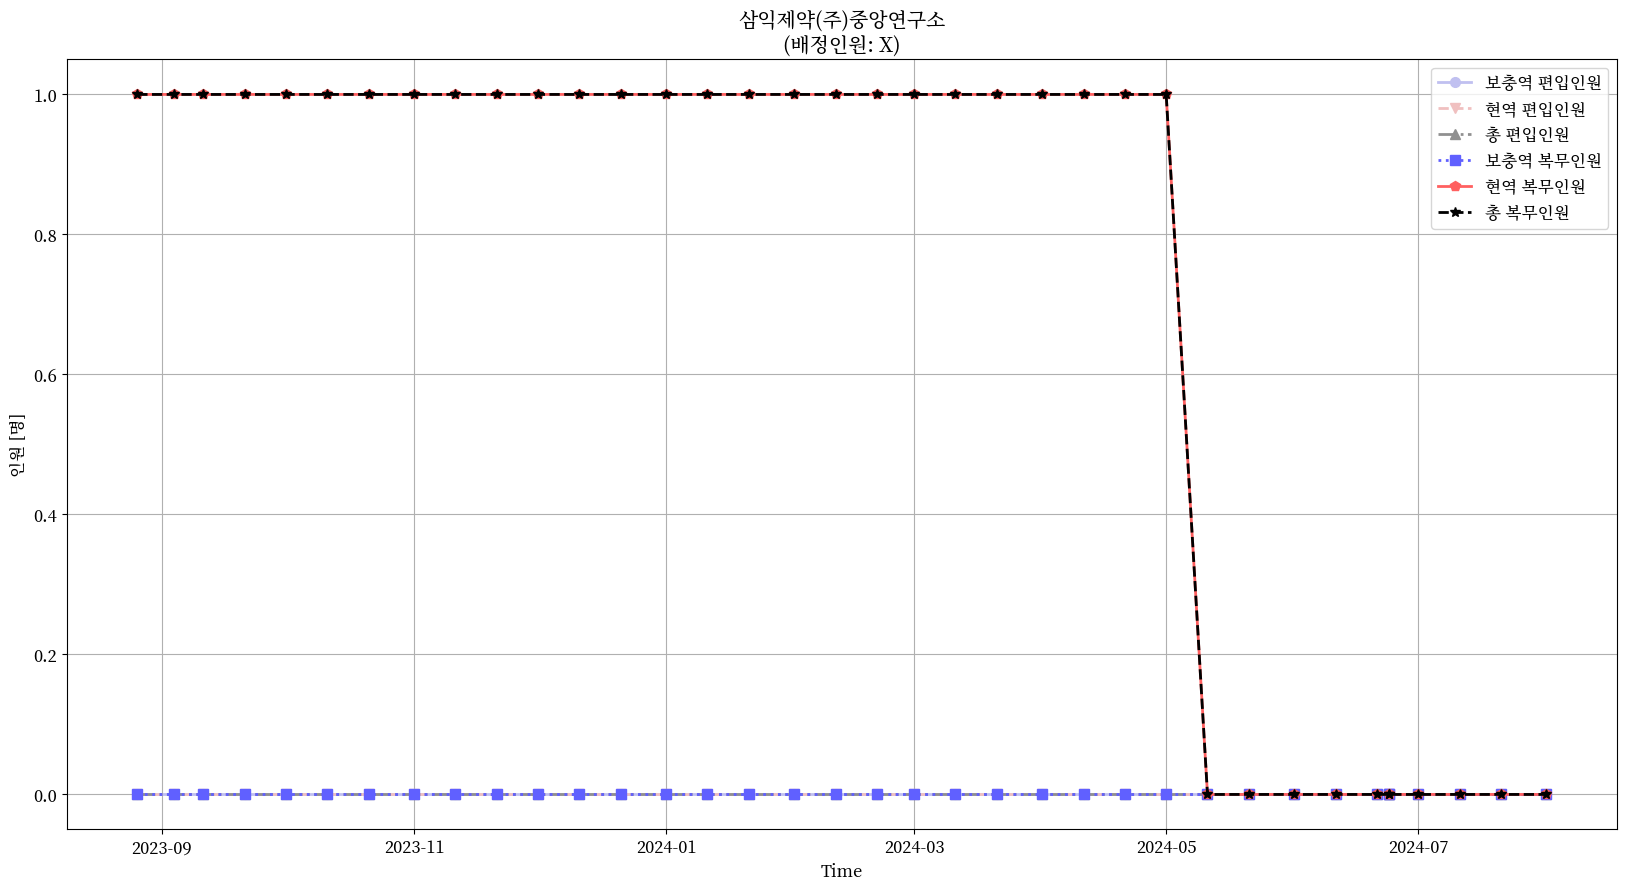 삼익제약(주)중앙연구소
(배정인원: X)
보충역 편입인원
현역 편입인원
총 편입인원
보충역 복무인원
현역 복무인원
총 복무인원
1.0
0.8
0.6
0.4
0.2
0.0
인원 [명]
2023-09
2023-11
2024-01
2024-03
2024-05
2024-07
Time